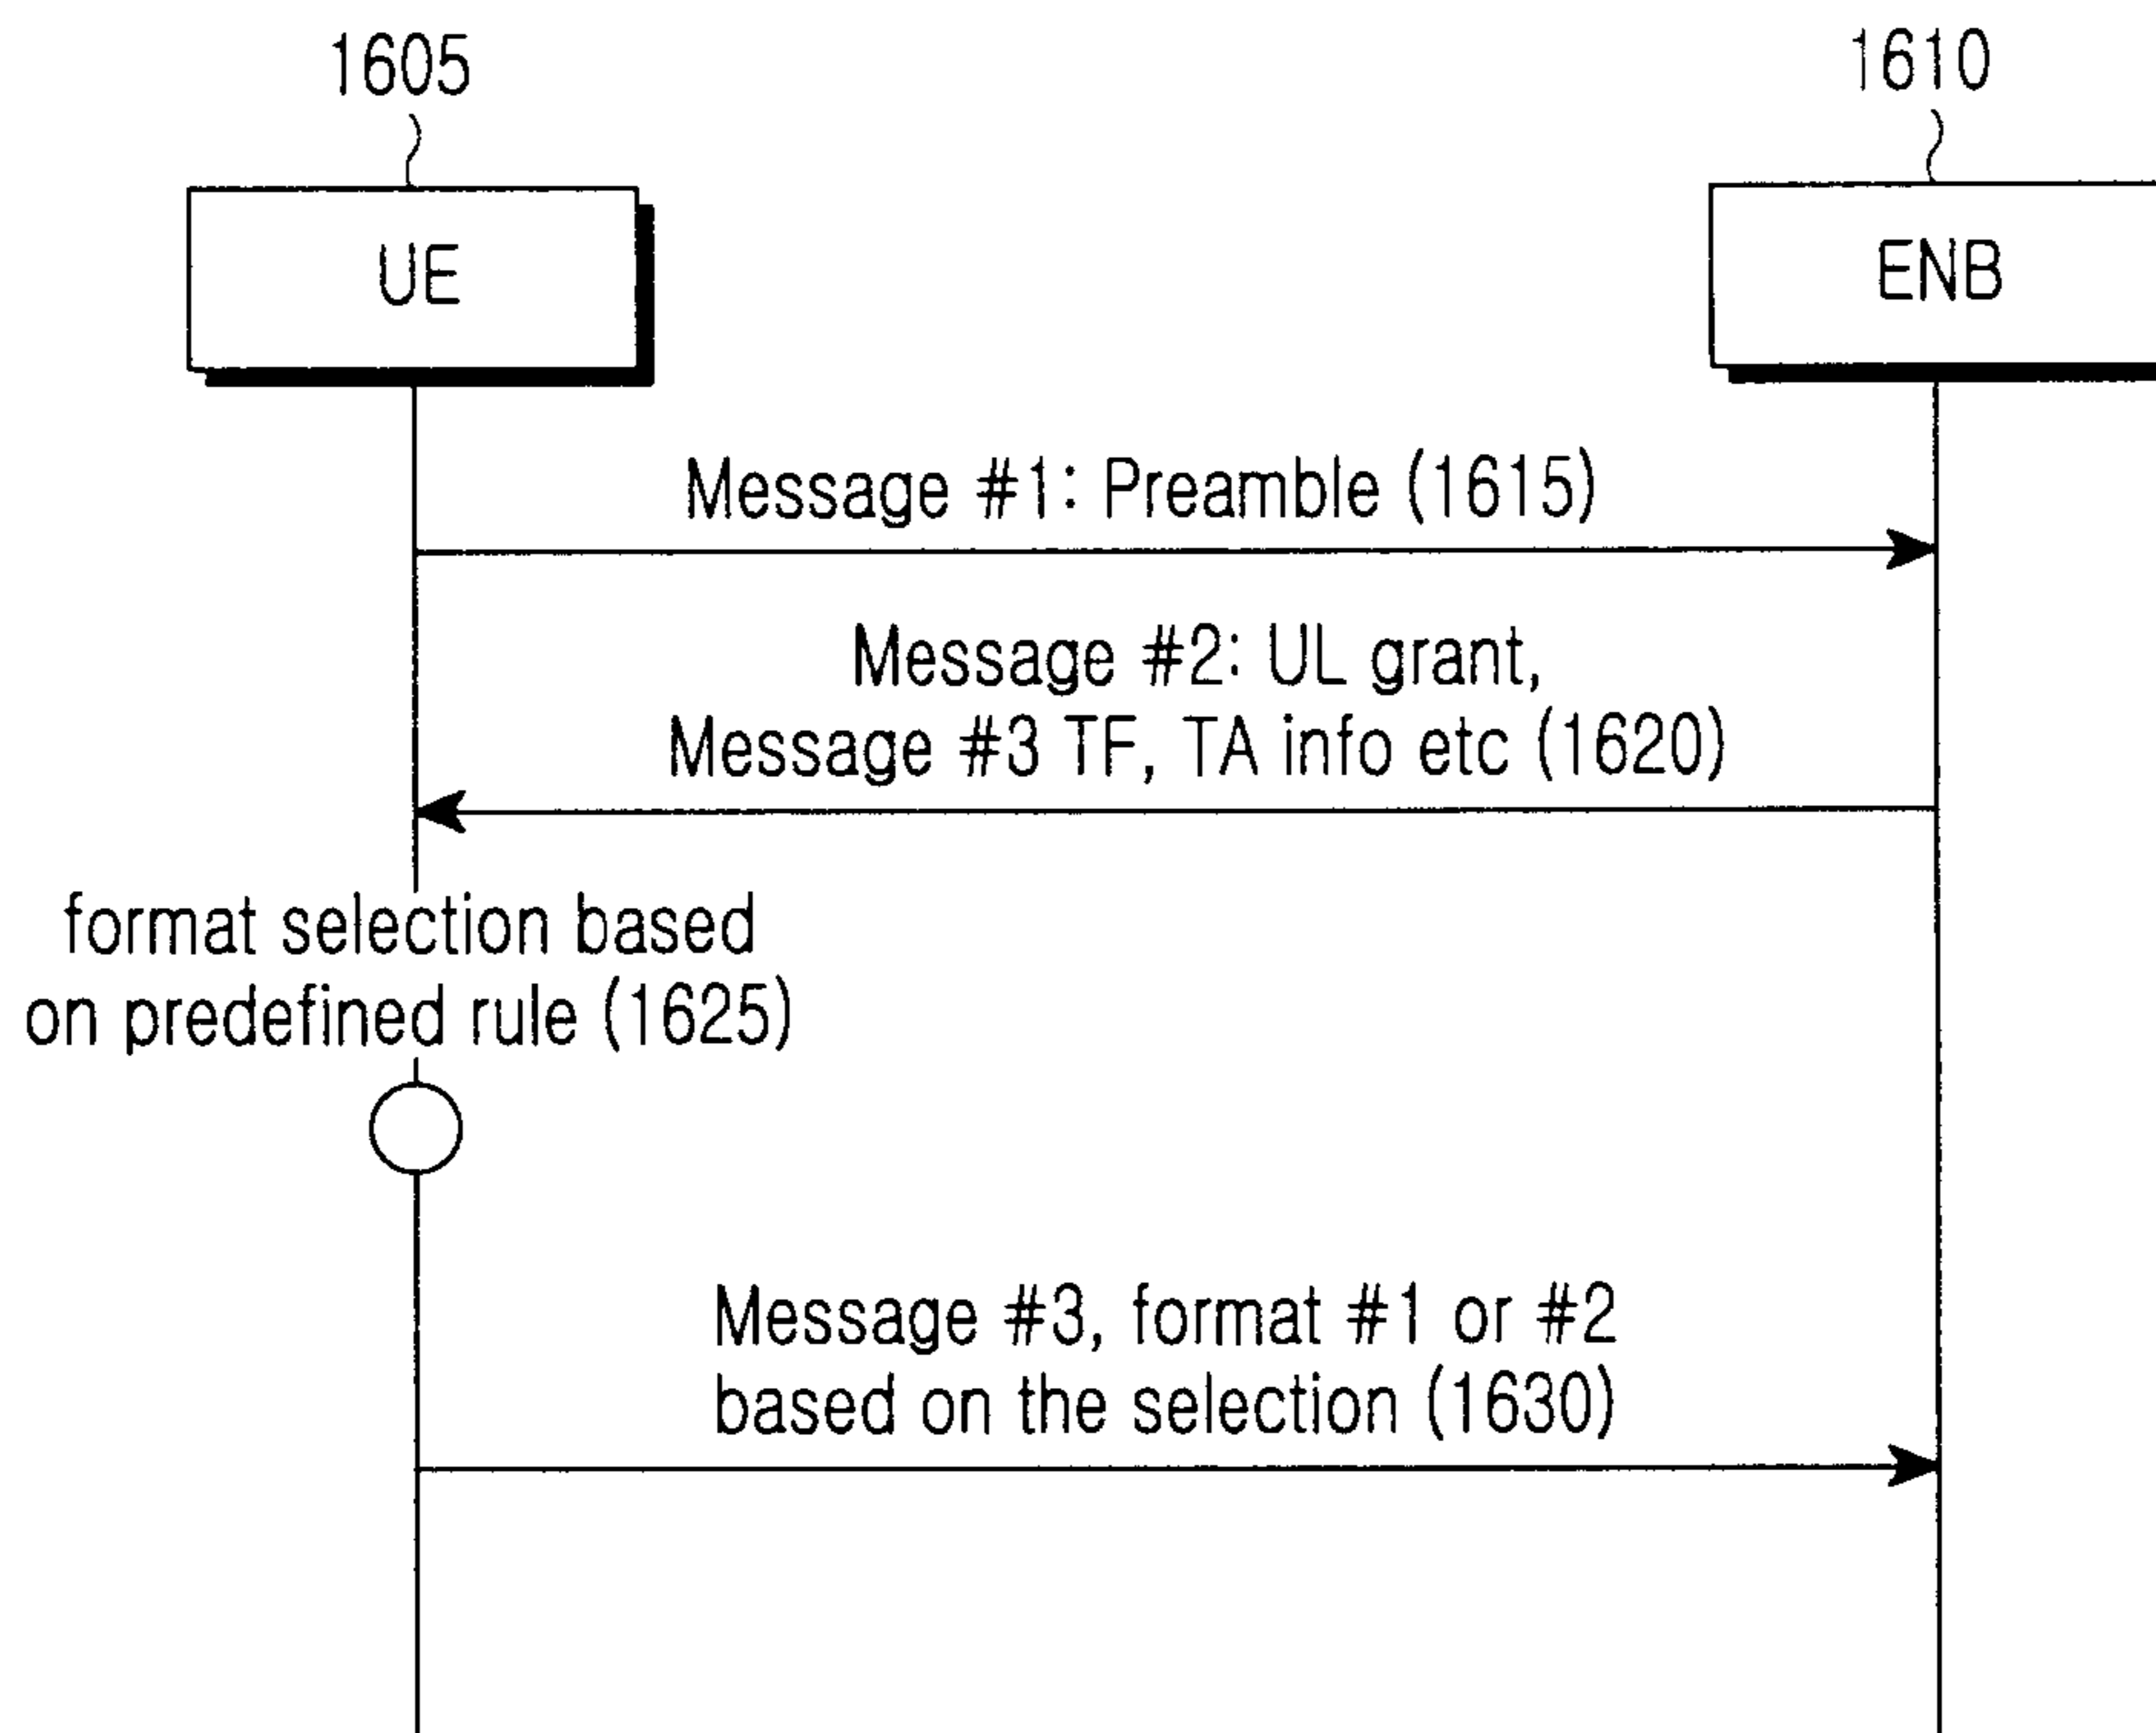 1605
1610
UE
ENB
Message #1: Preamble (1615)
Message #2: UL grant,
Message #3 TF, TA info etc (1620)
format selection based
on predefined rule (1625)
Message #3, format #1 or #2
based on the selection (1630)